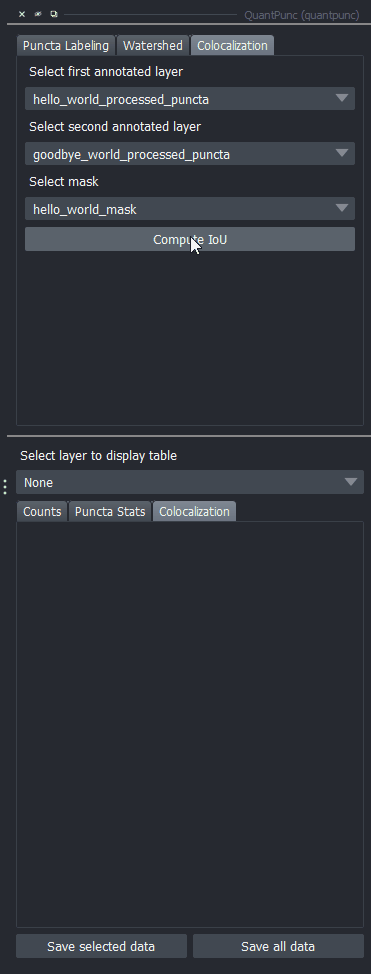 QuantPunc (quantpunc)
Puncta Labeling Watershed Colocalization
Select first annotated layer
hello_world_processed_puncta
Select second annotated layer
goodbye_world_processed_puncta
Select mask
hello_world_mask
Compute IoU
Select layer to display table
None
Counts Puncta Stats Colocalization
Save selected data Save all data